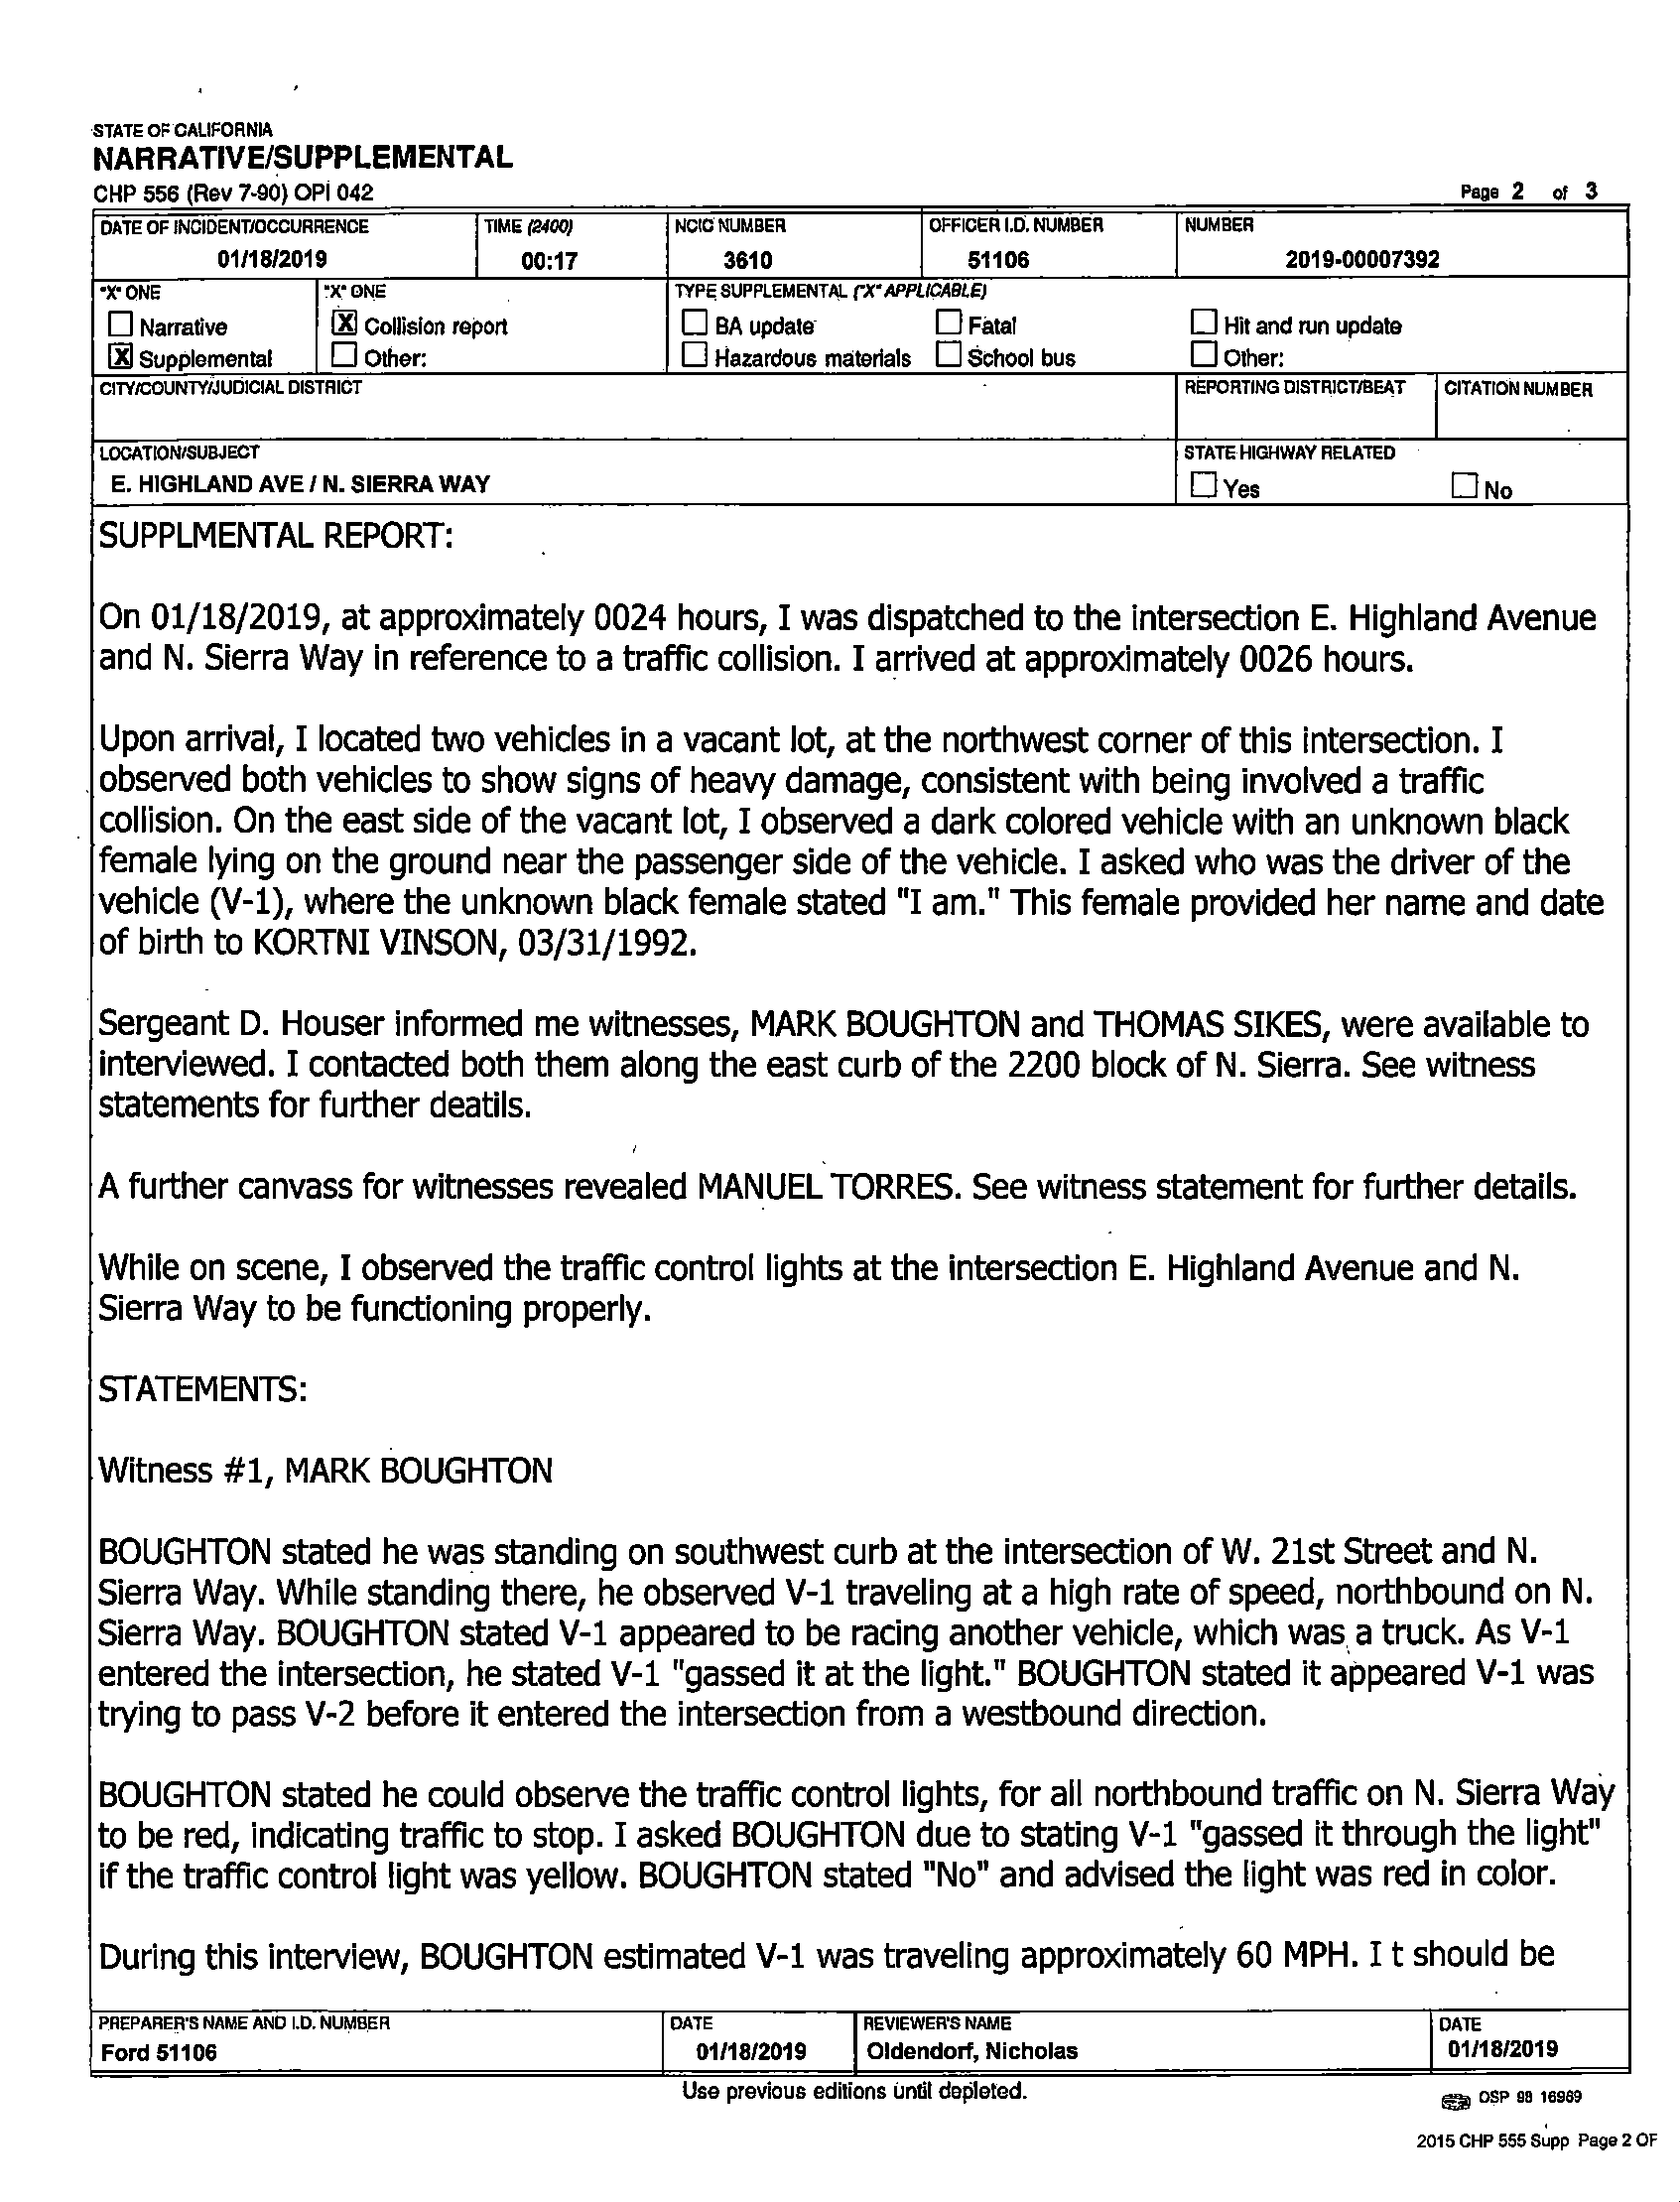 STATE OF CALIFORNIA
NARRATIVE/SUPPLEMENTAL
CHP 556 (Rev 7-90) OPI 042 Page 2 of 3
DATE OF INCIDENT/OCCURRENCE TIME (2400) NCIC NUMBER OFFICER I.D. NUMBER NUMBER
01/18/2019 00:17 3610 51106 2019-00007392
"X" ONE "X" ONE TYPE SUPPLEMENTAL ("X" APPLICABLE)
Narrative X Collision report BA update Fatal Hit and run update
X Supplemental Other: Hazardous materials School bus Other:
CITY/COUNTY/JUDICIAL DISTRICT REPORTING DISTRICT/BEAT CITATION NUMBER
LOCATION/SUBJECT STATE HIGHWAY RELATED
E. HIGHLAND AVE / N. SIERRA WAY Yes No
SUPPLMENTAL REPORT:
On 01/18/2019, at approximately 0024 hours, I was dispatched to the intersection E. Highland Avenue
and N. Sierra Way in reference to a traffic collision. I arrived at approximately 0026 hours.
Upon arrival, I located two vehicles in a vacant lot, at the northwest corner of this intersection. I
observed both vehicles to show signs of heavy damage, consistent with being involved a traffic
collision. On the east side of the vacant lot, I observed a dark colored vehicle with an unknown black
female lying on the ground near the passenger side of the vehicle. I asked who was the driver of the
vehicle (V-1), where the unknown black female stated "I am." This female provided her name and date
of birth to KORTNI VINSON, 03/31/1992.
Sergeant D. Houser informed me witnesses, MARK BOUGHTON and THOMAS SIKES, were available to
interviewed. I contacted both them along the east curb of the 2200 block of N. Sierra. See witness
statements for further deatils.
A further canvass for witnesses revealed MANUEL TORRES. See witness statement for further details.
While on scene, I observed the traffic control lights at the intersection E. Highland Avenue and N.
Sierra Way to be functioning properly.
STATEMENTS:
Witness #1, MARK BOUGHTON
BOUGHTON stated he was standing on southwest curb at the intersection of W. 21st Street and N.
Sierra Way. While standing there, he observed V-1 traveling at a high rate of speed, northbound on N.
Sierra Way. BOUGHTON stated V-1 appeared to be racing another vehicle, which was a truck. As V-1
entered the intersection, he stated V-1 "gassed it at the light." BOUGHTON stated it appeared V-1 was
trying to pass V-2 before it entered the intersection from a westbound direction.
BOUGHTON stated he could observe the traffic control lights, for all northbound traffic on N. Sierra Way
to be red, indicating traffic to stop. I asked BOUGHTON due to stating V-1 "gassed it through the light"
if the traffic control light was yellow. BOUGHTON stated "No" and advised the light was red in color.
During this interview, BOUGHTON estimated V-1 was traveling approximately 60 MPH. I t should be
PREPARER'S NAME AND I.D. NUMBER DATE REVIEWER'S NAME DATE
Ford 51106 01/18/2019 Oldendorf, Nicholas 01/18/2019
Use previous editions until depleted.
OSP 98 16969
2015 CHP 555 Supp Page 2 OF